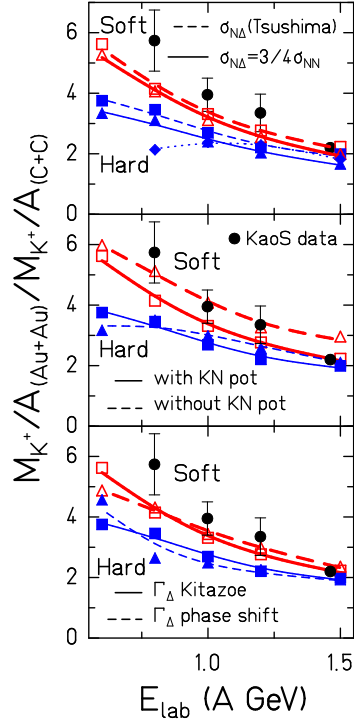 M_K⁺/A_(Au+Au)/M_K⁺/A_(C+C)
Soft
σ_NΔ(Tsushima)
σ_NΔ=3/4σ_NN
6
4
2
Hard
KaoS data
6
Soft
4
2
Hard
with KN pot
without KN pot
6
Soft
4
2
Hard
Γ_Δ Kitazoe
Γ_Δ phase shift
0
1.0
1.5
E_lab (A GeV)